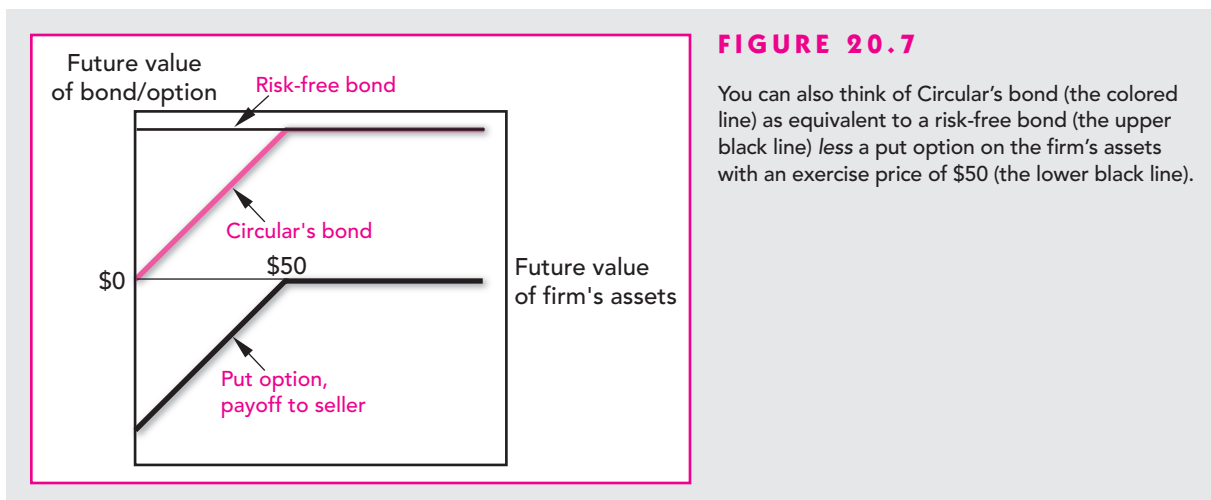 FIGURE 20.7
You can also think of Circular’s bond (the colored
line) as equivalent to a risk-free bond (the upper
black line) less a put option on the firm’s assets
with an exercise price of $50 (the lower black line).
Future value
of bond/option
Risk-free bond
Circular's bond
$50
$0
Future value
of firm's assets
Put option,
payoff to seller